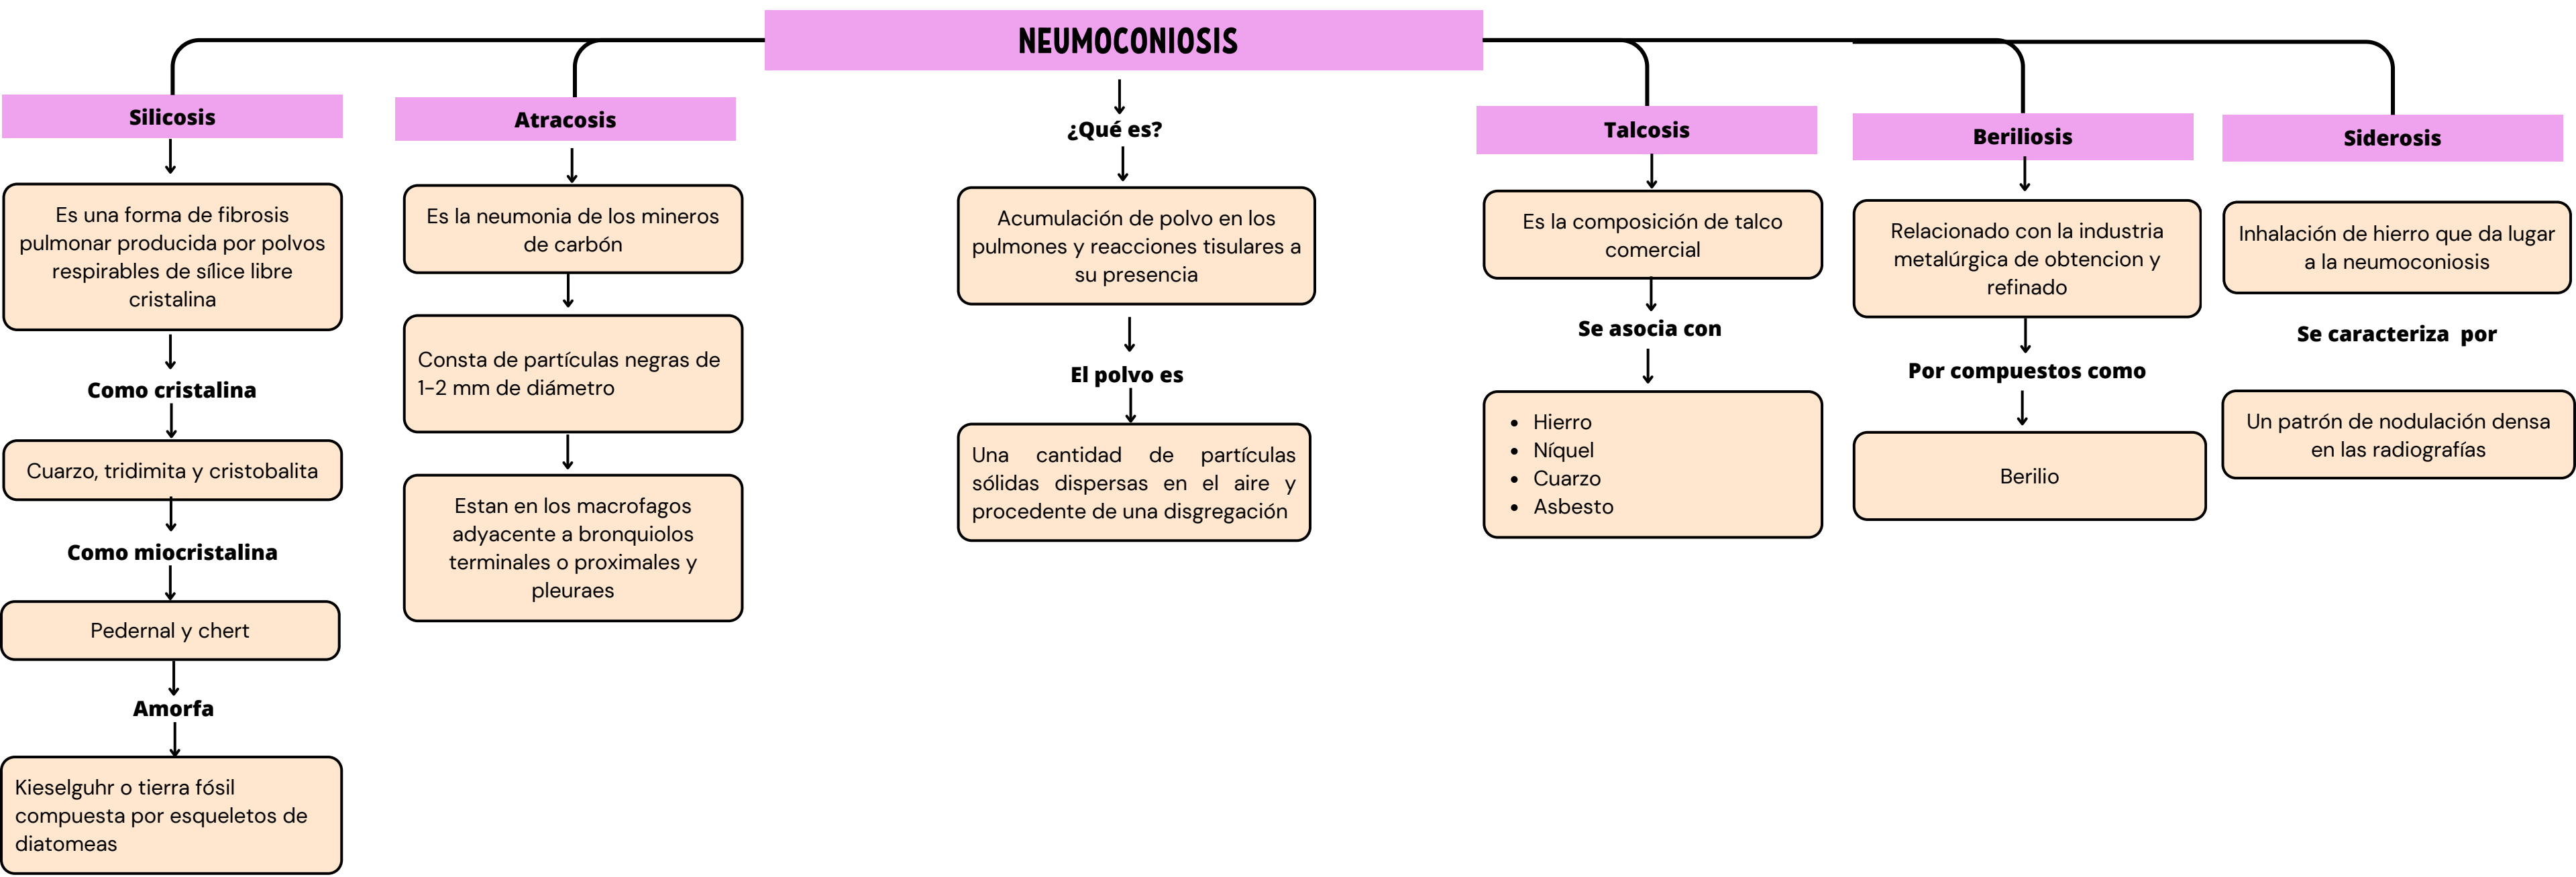 NEUMOCONIOSIS
Silicosis
Es una forma de fibrosis
pulmonar producida por polvos
respirables de sílice libre
cristalina
Como cristalina
Cuarzo, tridimita y cristobalita
Como miocristalina
Pedernal y chert
Amorfa
Kieselguhr o tierra fósil
compuesta por esqueletos de
diatomeas
Atracosis
Es la neumonia de los mineros
de carbón
Consta de partículas negras de
1-2 mm de diámetro
Estan en los macrofagos
adyacente a bronquiolos
terminales o proximales y
pleuraes
¿Qué es?
Acumulación de polvo en los
pulmones y reacciones tisulares a
su presencia
El polvo es
Una cantidad de partículas
sólidas dispersas en el aire y
procedente de una disgregación
Talcosis
Es la composición de talco
comercial
Se asocia con
• Hierro
• Níquel
• Cuarzo
• Asbesto
Beriliosis
Relacionado con la industria
metalúrgica de obtencion y
refinado
Por compuestos como
Berilio
Siderosis
Inhalación de hierro que da lugar
a la neumoconiosis
Se caracteriza por
Un patrón de nodulación densa
en las radiografías